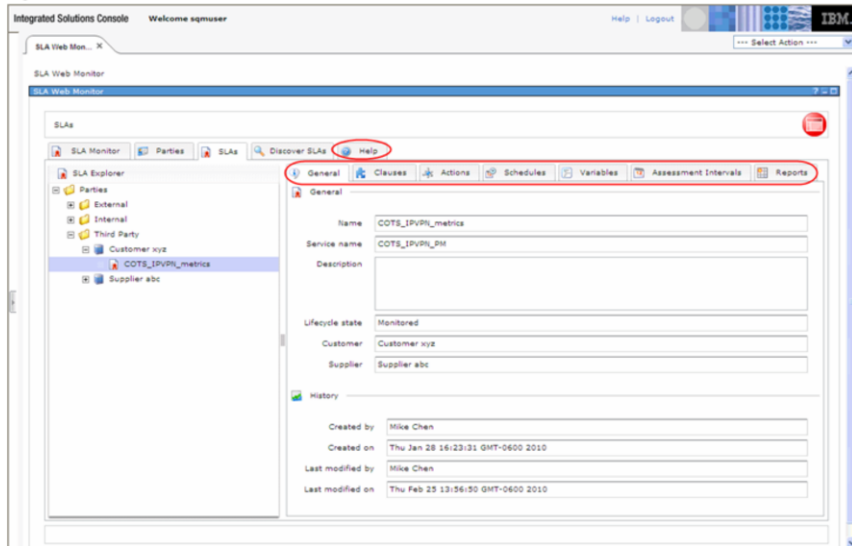 Integrated Solutions Console Welcome sqmuser Help | Logout IBM.
SLA Web Mon... X --- Select Action ---
SLA Web Monitor
SLA Web Monitor
SLAs
SLA Monitor Parties SLAs Discover SLAs Help
SLA Explorer
Parties
External
Internal
Third Party
Customer xyz
COTS_IPVPN_metrics
Supplier abc
General Clauses Actions Schedules Variables Assessment Intervals Reports
General
Name COTS_IPVPN_metrics
Service name COTS_IPVPN_PM
Description
Lifecycle state Monitored
Customer Customer xyz
Supplier Supplier abc
History
Created by Mike Chen
Created on Thu Jan 28 16:23:31 GMT-0600 2010
Last modified by Mike Chen
Last modified on Thu Feb 25 13:56:50 GMT-0600 2010